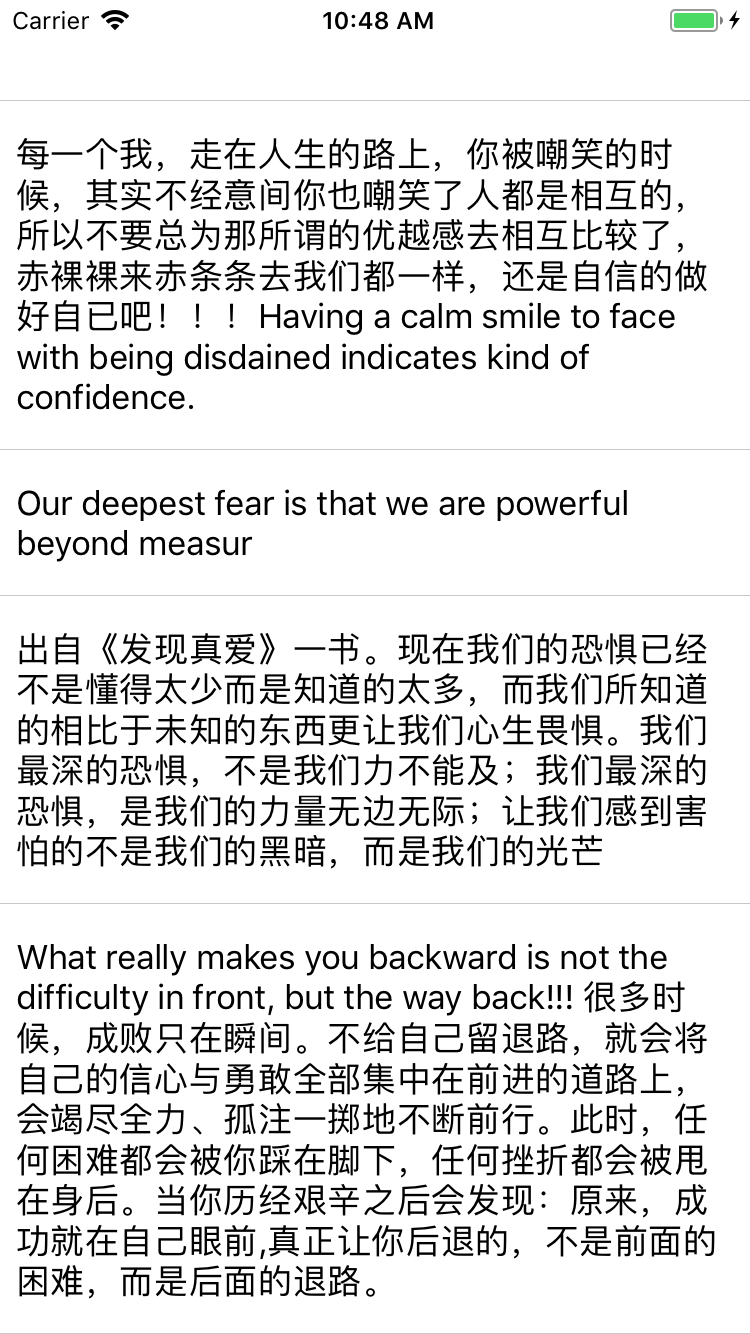 Carrier 10:48 AM
每一个我，走在人生的路上，你被嘲笑的时
候，其实不经意间你也嘲笑了人都是相互的，
所以不要总为那所谓的优越感去相互比较了，
赤裸裸来赤条条去我们都一样，还是自信的做
好自已吧！！！Having a calm smile to face
with being disdained indicates kind of
confidence.
Our deepest fear is that we are powerful
beyond measur
出自《发现真爱》一书。现在我们的恐惧已经
不是懂得太少而是知道的太多，而我们所知道
的相比于未知的东西更让我们心生畏惧。我们
最深的恐惧，不是我们力不能及；我们最深的
恐惧，是我们的力量无边无际；让我们感到害
怕的不是我们的黑暗，而是我们的光芒
What really makes you backward is not the
difficulty in front, but the way back!!! 很多时
候，成败只在瞬间。不给自己留退路，就会将
自己的信心与勇敢全部集中在前进的道路上，
会竭尽全力、孤注一掷地不断前行。此时，任
何困难都会被你踩在脚下，任何挫折都会被甩
在身后。当你历经艰辛之后会发现：原来，成
功就在自己眼前,真正让你后退的，不是前面的
困难，而是后面的退路。